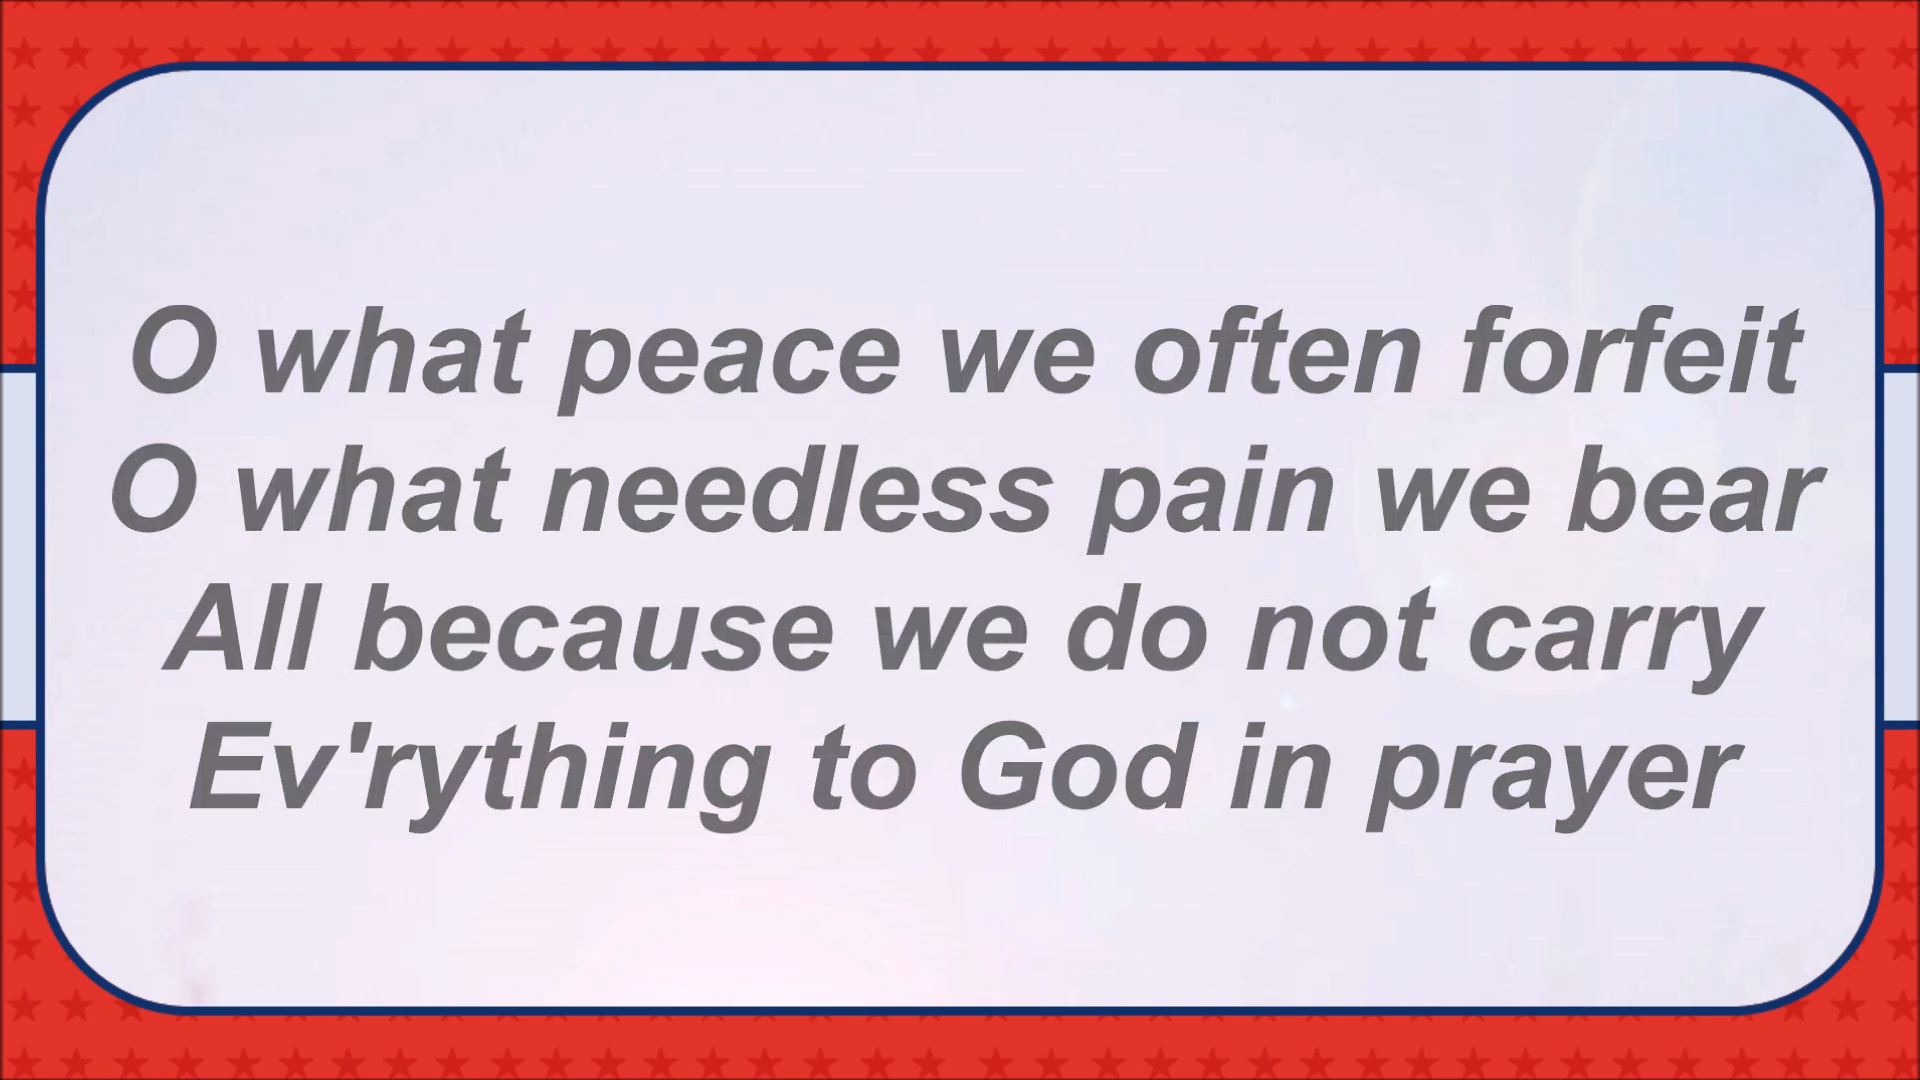 O what peace we often forfeit
O what needless pain we bear
All because we do not carry
Ev'rything to God in prayer